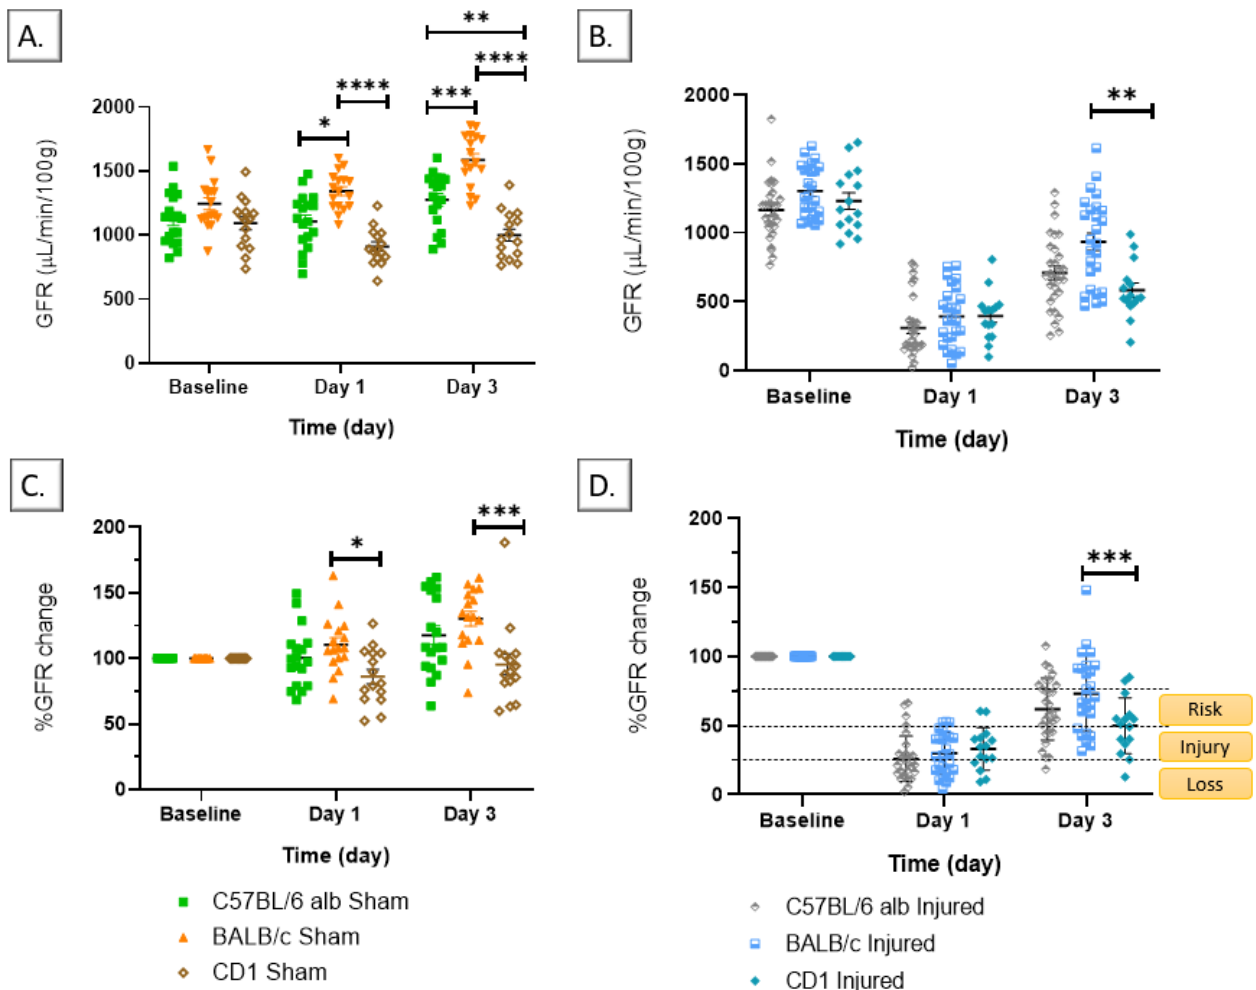 A.
**
****
****
***
*
2000
1500
1000
500
0
GFR (µL/min/100g)
Baseline
Day 1
Day 3
Time (day)
B.
**
2000
1500
1000
500
0
GFR (µL/min/100g)
Baseline
Day 1
Day 3
Time (day)
C.
***
*
200
150
100
50
0
%GFR change
Baseline
Day 1
Day 3
Time (day)
C57BL/6 alb Sham
BALB/c Sham
CD1 Sham
D.
***
200
150
100
50
0
%GFR change
Risk
Injury
Loss
Baseline
Day 1
Day 3
Time (day)
C57BL/6 alb Injured
BALB/c Injured
CD1 Injured